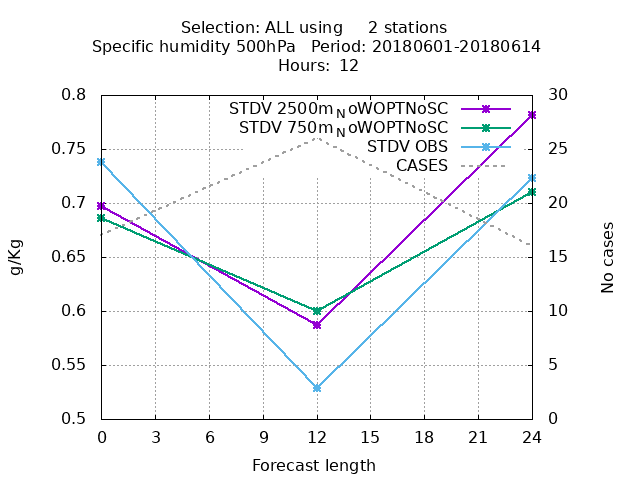 Selection: ALL using     2 stations
Specific humidity 500hPa   Period: 20180601-20180614
Hours:  12
STDV 2500m_NoWOPTNoSC
STDV 750m_NoWOPTNoSC
STDV OBS
CASES
0.8
0.75
0.7
0.65
0.6
0.55
0.5
g/Kg
30
25
20
15
10
5
0
No cases
0 3 6 9 12 15 18 21 24
Forecast length